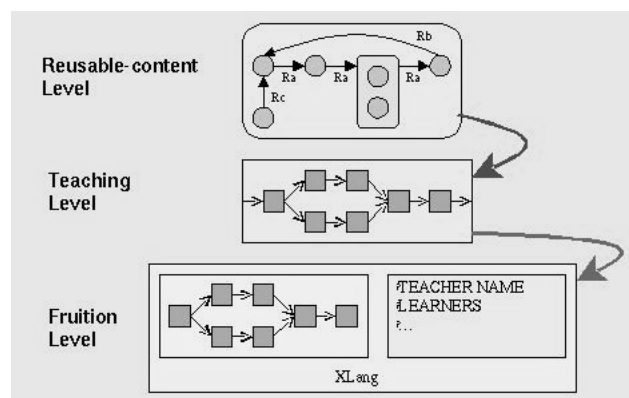 Reusable-content
Level
Rb
Ra
Ra
Ra
Rc
Teaching
Level
Fruition
Level
TEACHER NAME
LEARNERS
...
XLang